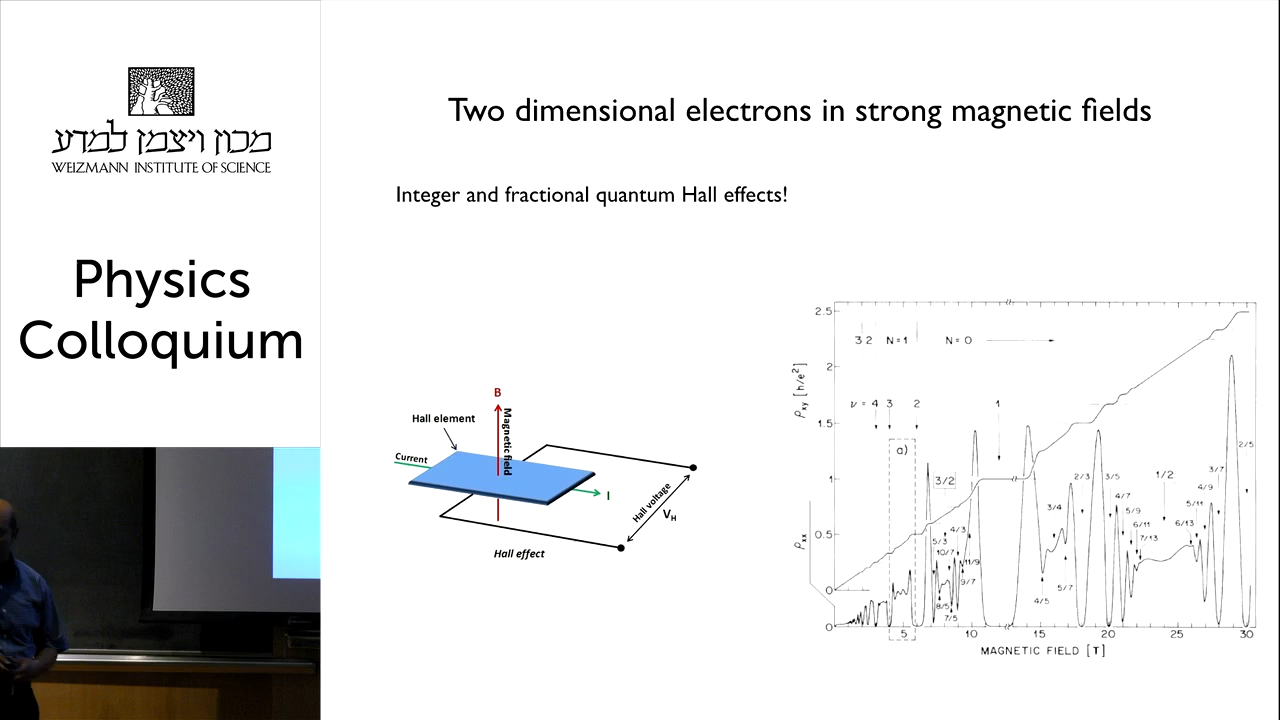 מכון ויצמן למדע
WEIZMANN INSTITUTE OF SCIENCE
Physics
Colloquium
Two dimensional electrons in strong magnetic fields
Integer and fractional quantum Hall effects!
B
Hall element
Magnetic field
Current
I
Hall voltage
V_H
Hall effect
2.5
3 2 N=1 N=0
2
ρxy [h/e²]
ν = 4 3 2 1
1.5
a)
2/5
3/2
2/3
3/5
1/2
3/7
1
4/9
4/7
3/4
5/9
5/11
0.5
4/3
6/11
6/13
5/3
7/13
10/7
11/9
ρxx
9/7
5/7
0
4/5
8/5
7/5
0
5 10 15 20 25 30
MAGNETIC FIELD [T]